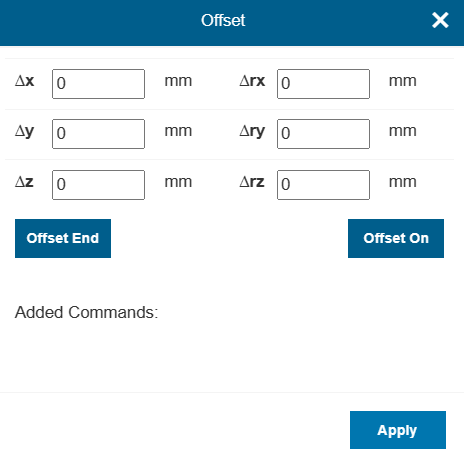 Offset
Δx 0 mm Δrx 0 mm
Δy 0 mm Δry 0 mm
Δz 0 mm Δrz 0 mm
Offset End Offset On
Added Commands:
Apply